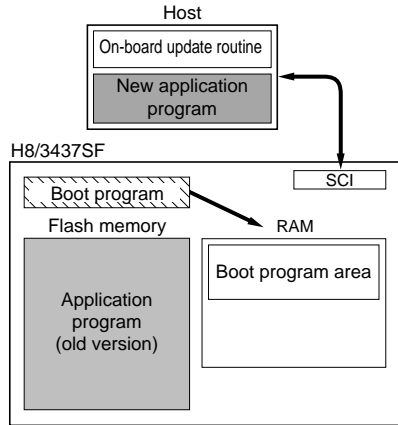 Host
On-board update routine
New application
program
H8/3437SF
SCI
Boot program
Flash memory
RAM
Boot program area
Application
program
(old version)